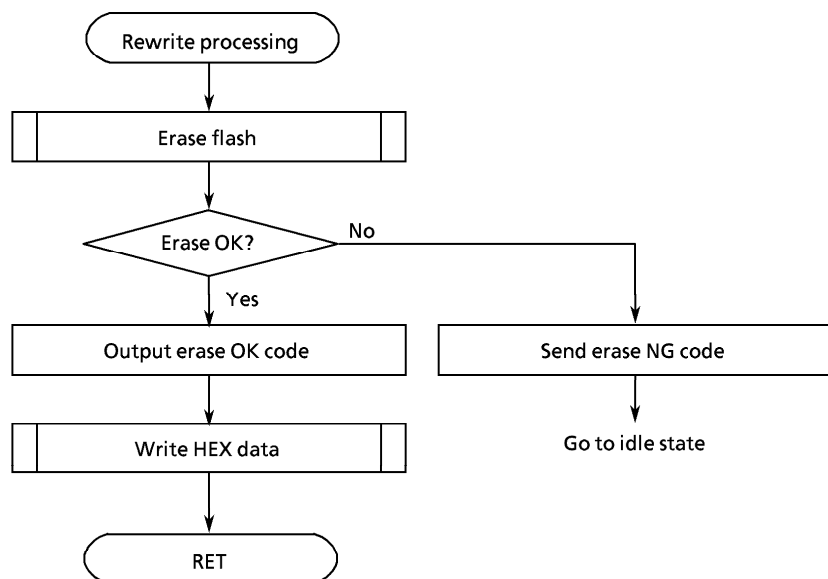 Rewrite processing
Erase flash
Erase OK?
No
Yes
Output erase OK code
Send erase NG code
Write HEX data
Go to idle state
RET